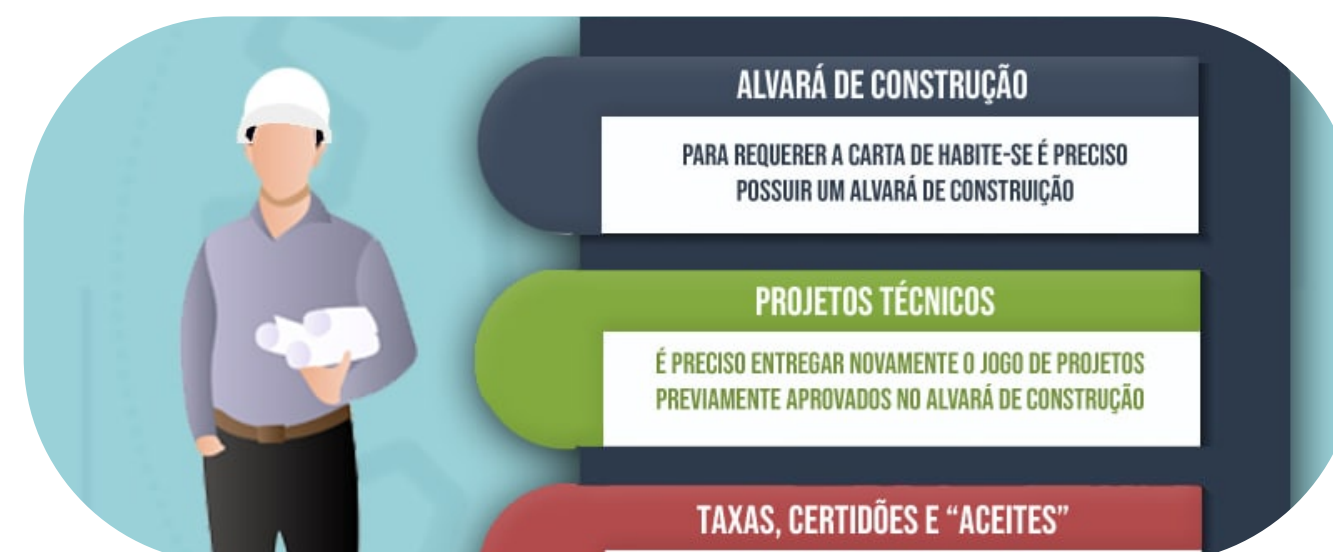 ALVARÁ DE CONSTRUÇÃO
PARA REQUERER A CARTA DE HABITE-SE É PRECISO
POSSUIR UM ALVARÁ DE CONSTRUIÇÃO
PROJETOS TÉCNICOS
É PRECISO ENTREGAR NOVAMENTE O JOGO DE PROJETOS
PREVIAMENTE APROVADOS NO ALVARÁ DE CONSTRUÇÃO
TAXAS, CERTIDÕES E “ACEITES”